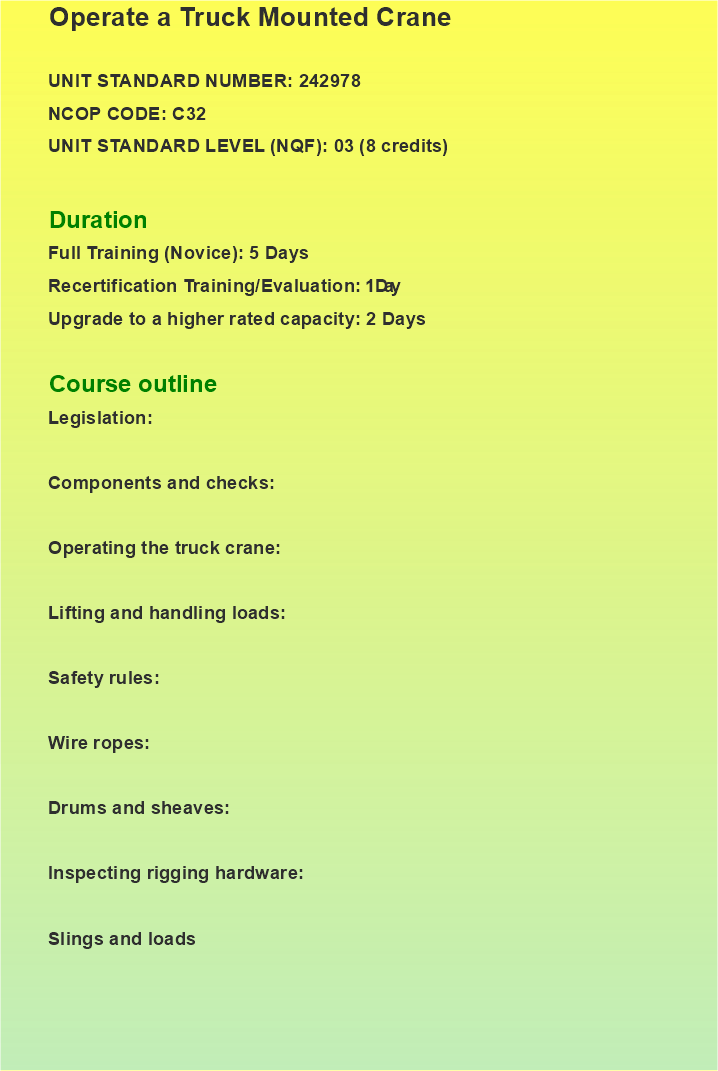 Operate a Truck Mounted Crane
UNIT STANDARD NUMBER: 242978
NCOP CODE: C32
UNIT STANDARD LEVEL (NQF): 03 (8 credits)
Duration
Full Training (Novice): 5 Days
Recertification Training/Evaluation: 1Day
Upgrade to a higher rated capacity: 2 Days
Course outline
Legislation:
Components and checks:
Operating the truck crane:
Lifting and handling loads:
Safety rules:
Wire ropes:
Drums and sheaves:
Inspecting rigging hardware:
Slings and loads